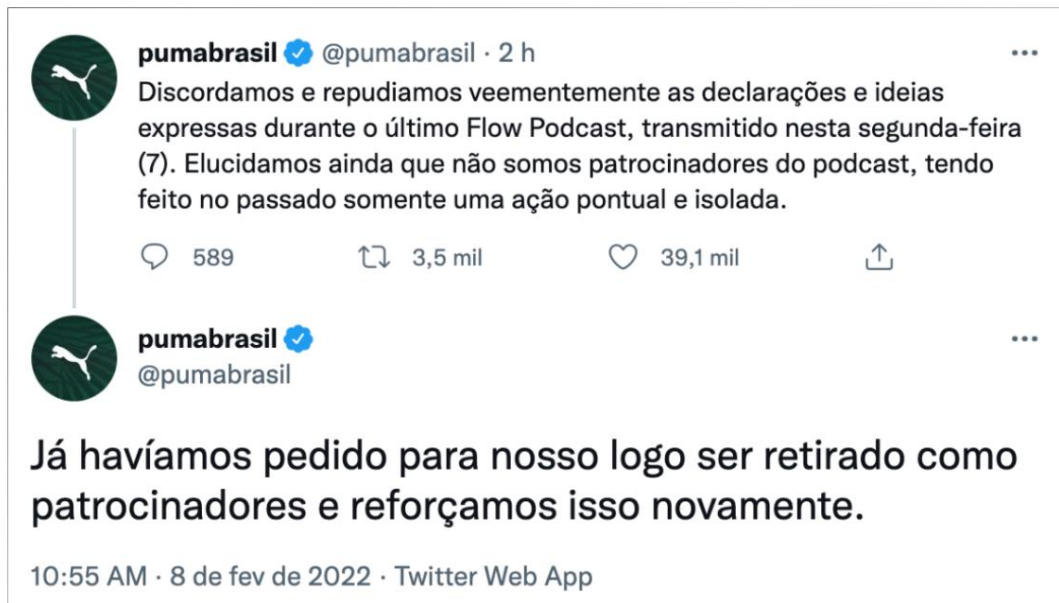 pumabrasil @pumabrasil · 2 h
Discordamos e repudiamos veementemente as declarações e ideias
expressas durante o último Flow Podcast, transmitido nesta segunda-feira
(7). Elucidamos ainda que não somos patrocinadores do podcast, tendo
feito no passado somente uma ação pontual e isolada.
589 3,5 mil 39,1 mil
pumabrasil
@pumabrasil
Já havíamos pedido para nosso logo ser retirado como
patrocinadores e reforçamos isso novamente.
10:55 AM · 8 de fev de 2022 · Twitter Web App